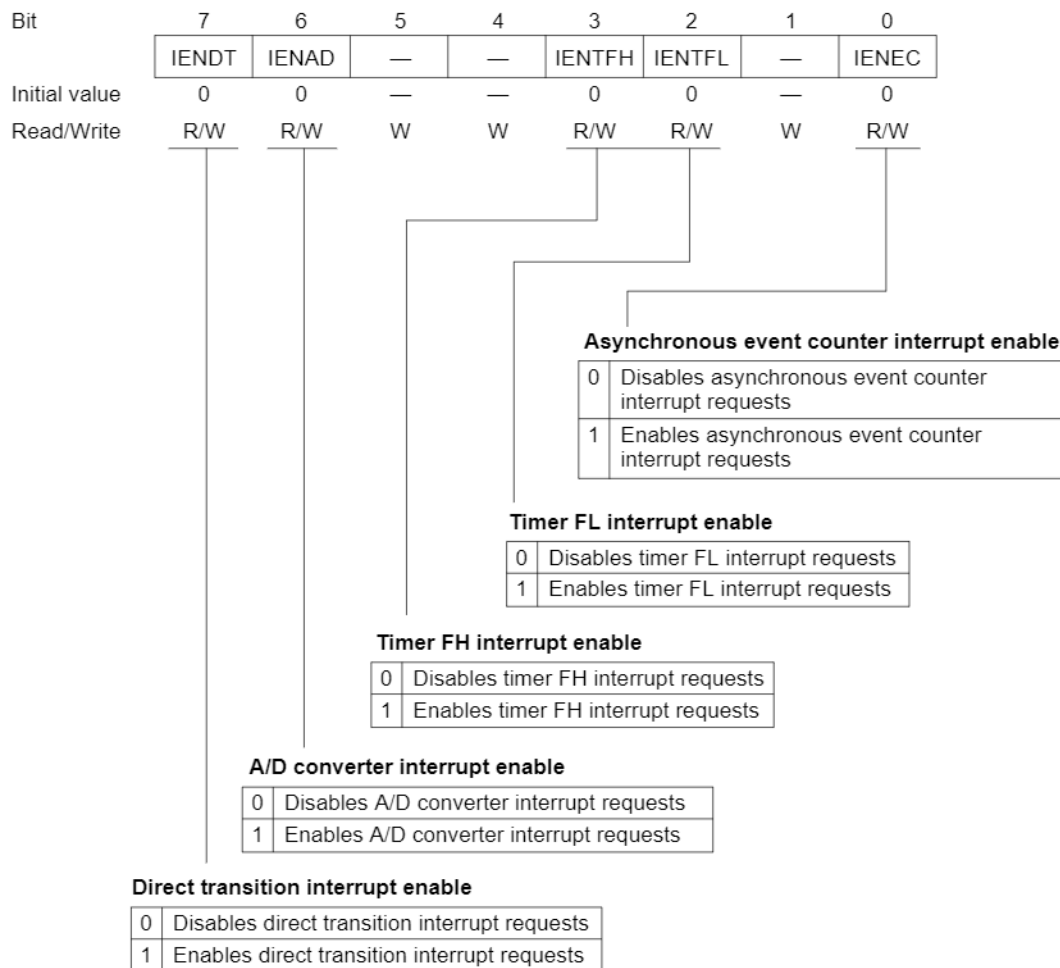 Bit 7 6 5 4 3 2 1 0
IENDT IENAD — — IENTFH IENTFL — IENEC
Initial value 0 0 — — 0 0 — 0
Read/Write R/W R/W W W R/W R/W W R/W
Asynchronous event counter interrupt enable
0 Disables asynchronous event counter
interrupt requests
1 Enables asynchronous event counter
interrupt requests
Timer FL interrupt enable
0 Disables timer FL interrupt requests
1 Enables timer FL interrupt requests
Timer FH interrupt enable
0 Disables timer FH interrupt requests
1 Enables timer FH interrupt requests
A/D converter interrupt enable
0 Disables A/D converter interrupt requests
1 Enables A/D converter interrupt requests
Direct transition interrupt enable
0 Disables direct transition interrupt requests
1 Enables direct transition interrupt requests